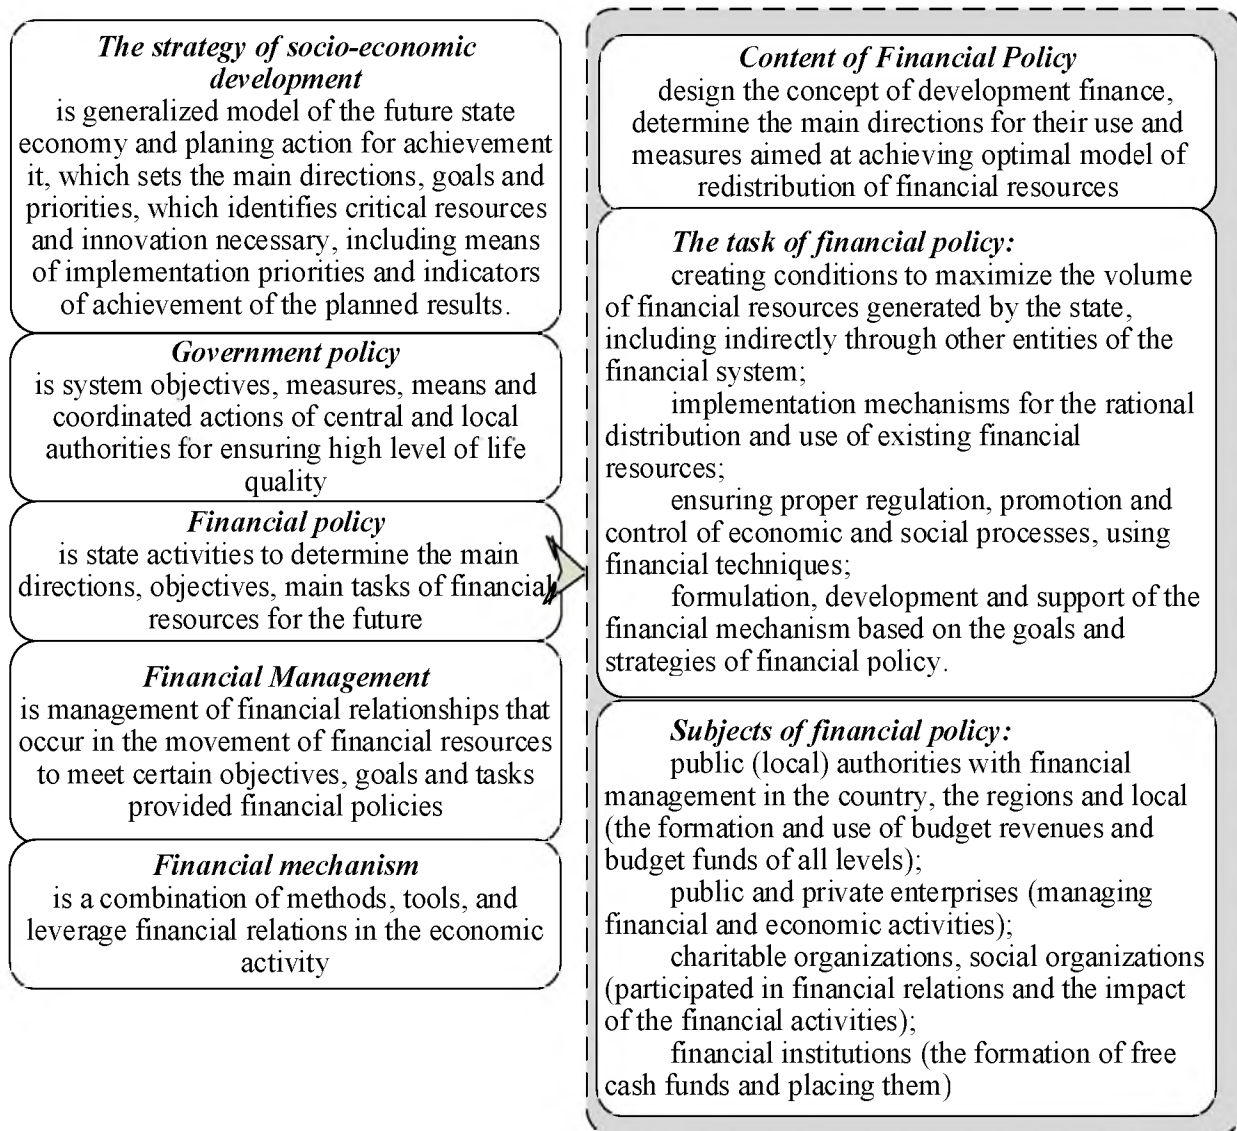 The strategy of socio-economic
development
is generalized model of the future state
economy and planing action for achievement
it, which sets the main directions, goals and
priorities, which identifies critical resources
and innovation necessary, including means
of implementation priorities and indicators
of achievement of the planned results.
Government policy
is system objectives, measures, means and
coordinated actions of central and local
authorities for ensuring high level of life
quality
Financial policy
is state activities to determine the main
directions, objectives, main tasks of financial
resources for the future
Financial Management
is management of financial relationships that
occur in the movement of financial resources
to meet certain objectives, goals and tasks
provided financial policies
Financial mechanism
is a combination of methods, tools, and
leverage financial relations in the economic
activity
Content of Financial Policy
design the concept of development finance,
determine the main directions for their use and
measures aimed at achieving optimal model of
redistribution of financial resources
The task of financial policy:
creating conditions to maximize the volume
of financial resources generated by the state,
including indirectly through other entities of the
financial system;
implementation mechanisms for the rational
distribution and use of existing financial
resources;
ensuring proper regulation, promotion and
control of economic and social processes, using
financial techniques;
formulation, development and support of the
financial mechanism based on the goals and
strategies of financial policy.
Subjects of financial policy:
public (local) authorities with financial
management in the country, the regions and local
(the formation and use of budget revenues and
budget funds of all levels);
public and private enterprises (managing
financial and economic activities);
charitable organizations, social organizations
(participated in financial relations and the impact
of the financial activities);
financial institutions (the formation of free
cash funds and placing them)